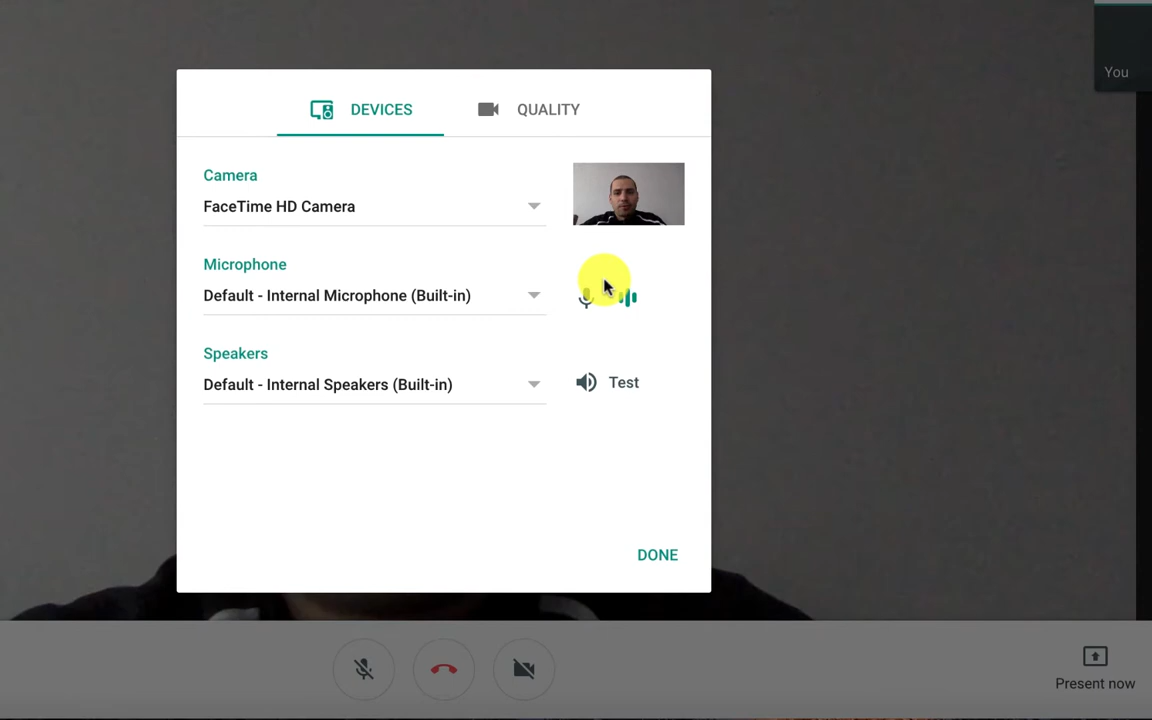 You
DEVICES
QUALITY
Camera
FaceTime HD Camera
Microphone
Default - Internal Microphone (Built-in)
Speakers
Default - Internal Speakers (Built-in)
Test
DONE
Present now